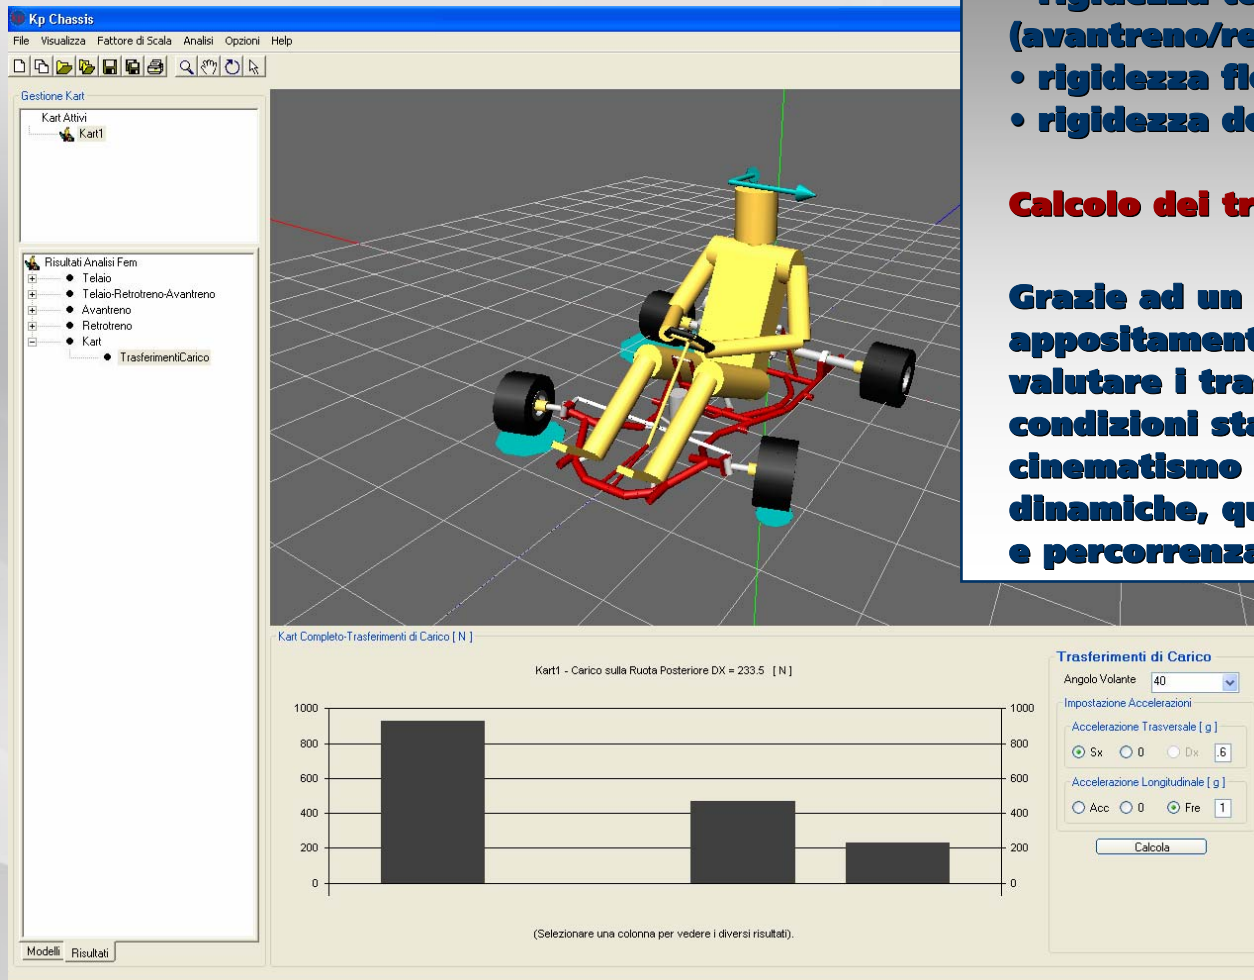 Kp Chassis
File Visualizza Fattore di Scala Analisi Opzioni Help
Gestione Kart
Kart Attivi
Kart1
Risultati Analisi Fem
Telaio
Telaio-Retrotreno-Avantreno
Avantreno
Retrotreno
Kart
TrasferimentiCarico
Modelli Risultati
• rigidezza
(avantreno/re
• rigidezza fle
• rigidezza de
Calcolo dei tr
Grazie ad un
appositament
valutare i tra
condizioni sta
cinematismo
dinamiche, qu
e percorrenza
Kart Completo-Trasferimenti di Carico [ N ]
Kart1 - Carico sulla Ruota Posteriore DX = 233.5 [ N ]
1000 1000
800 800
600 600
400 400
200 200
0 0
(Selezionare una colonna per vedere i diversi risultati).
Trasferimenti di Carico
Angolo Volante 40
Impostazione Accelerazioni
Accelerazione Trasversale [ g ]
Sx 0 Dx .6
Accelerazione Longitudinale [ g ]
Acc 0 Fre 1
Calcola